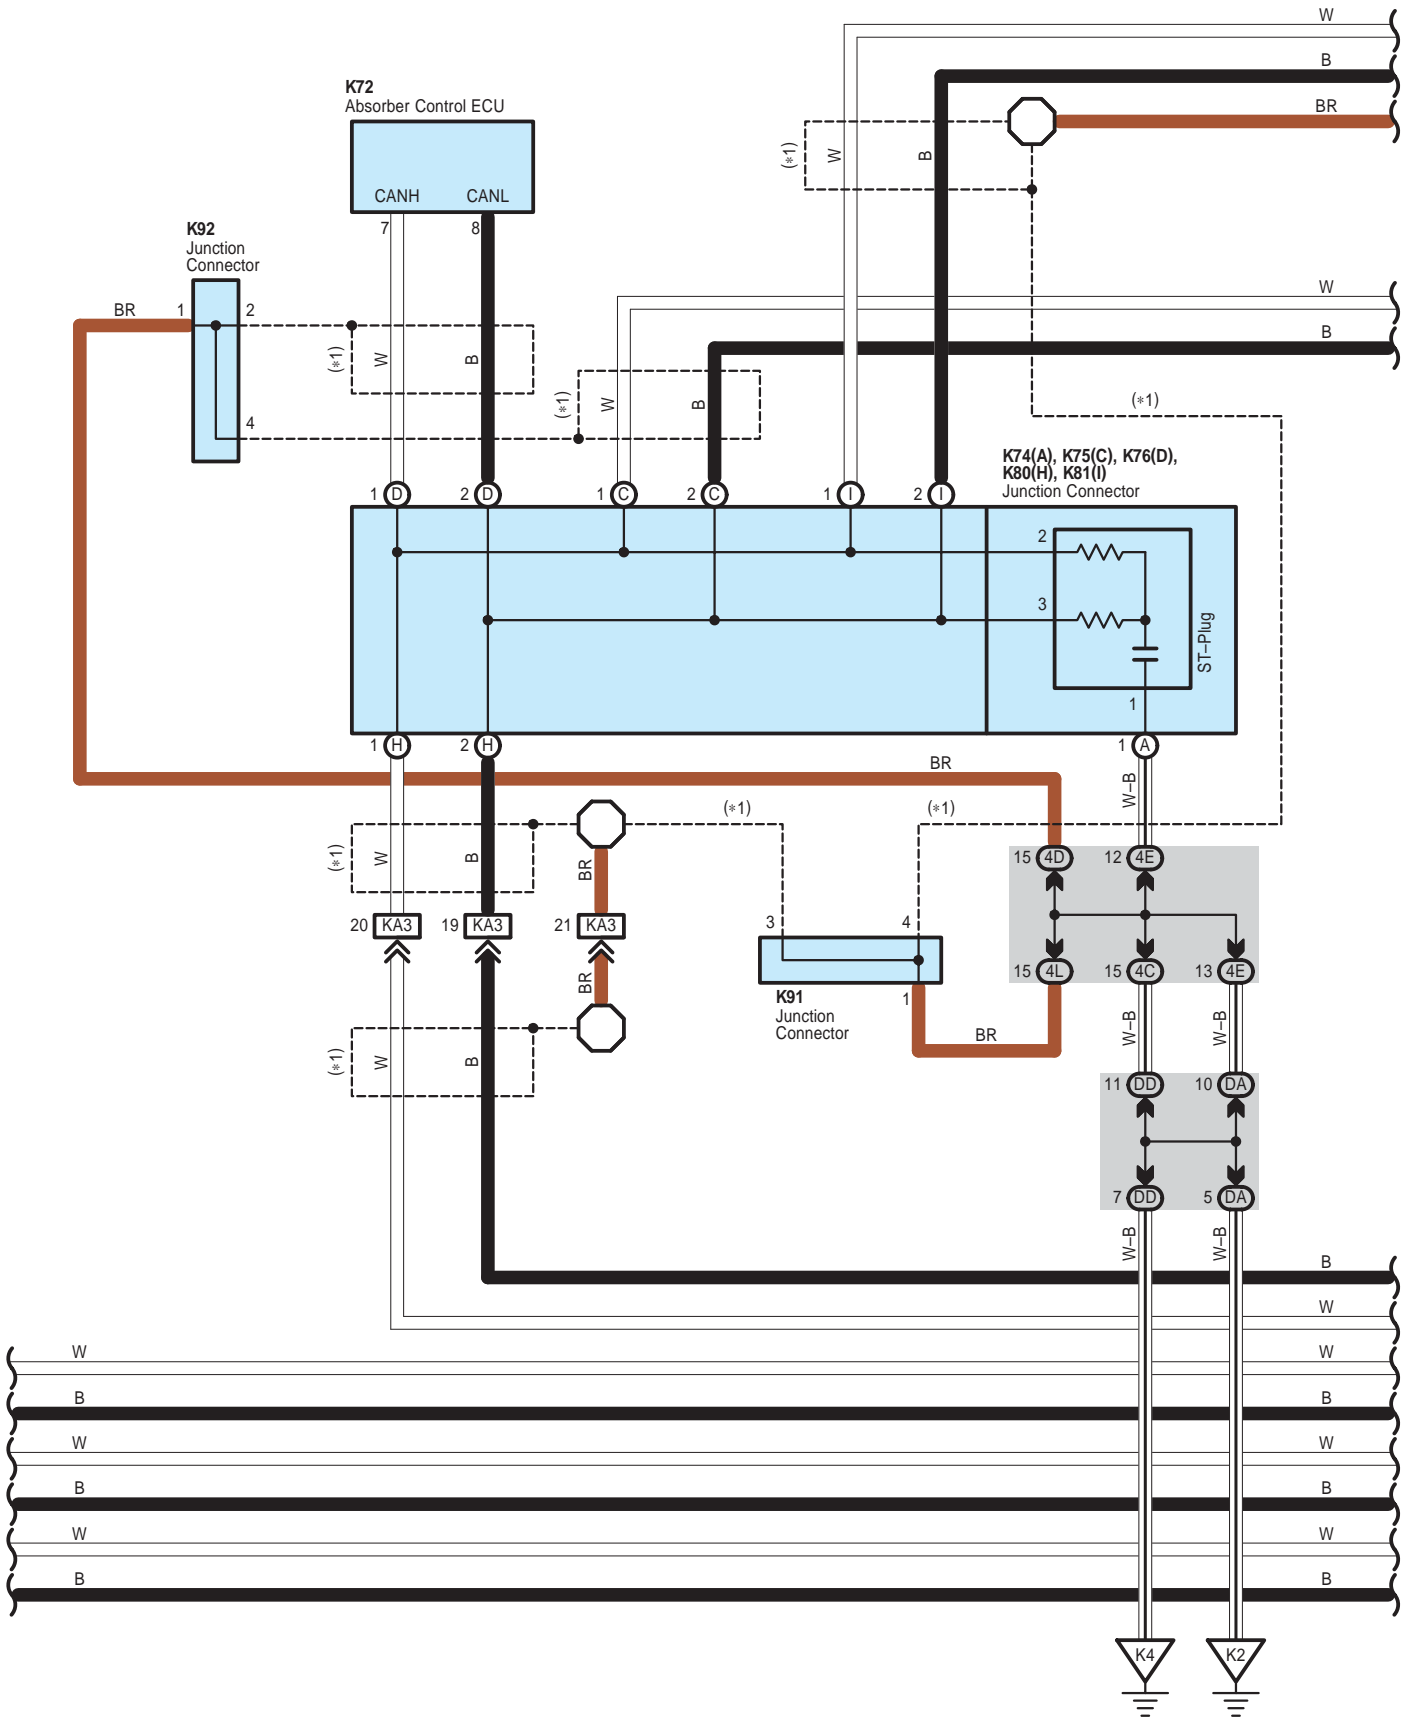 W
B
K72
Absorber Control ECU
BR
(*1)
W
B
CANH
CANL
7
8
K92
Junction
Connector
BR
1
2
W
B
(*1)
W
B
(*1)
W
B
4
(*1)
K74(A), K75(C), K76(D),
K80(H), K81(I)
Junction Connector
1 D
2 D
1 C
2 C
1 I
2 I
2
3
ST–Plug
1
1 H
2 H
1 A
BR
W–B
(*1)
(*1)
(*1)
W
B
BR
15 4D
12 4E
20 KA3
19 KA3
21 KA3
3
4
15 4L
15 4C
13 4E
BR
K91
Junction
Connector
1
BR
W–B
W–B
(*1)
W
B
11 DD
10 DA
7 DD
5 DA
W–B
W–B
B
W
W
W
B
B
W
W
B
B
W
W
B
B
K4
K2